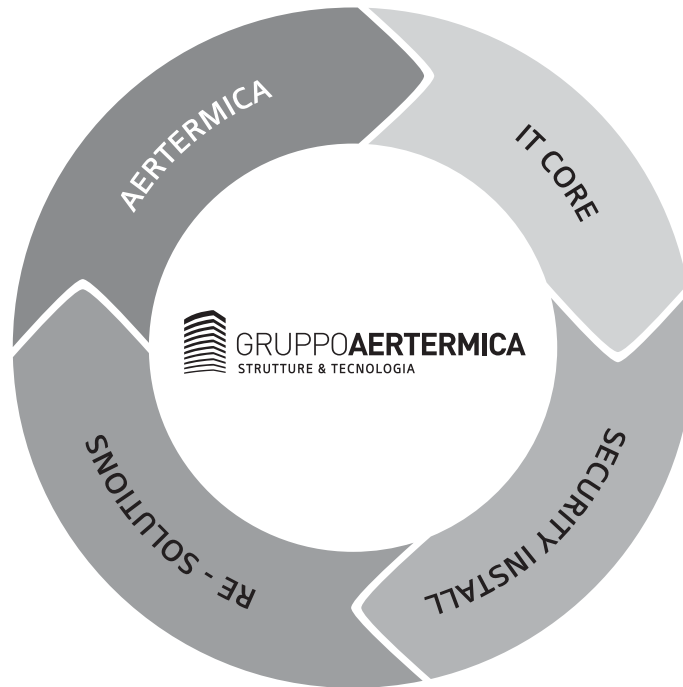 AERTERMICA
IT CORE
SECURITY INSTALL
RE - SOLUTIONS
GRUPPOAERTERMICA
STRUTTURE & TECNOLOGIA